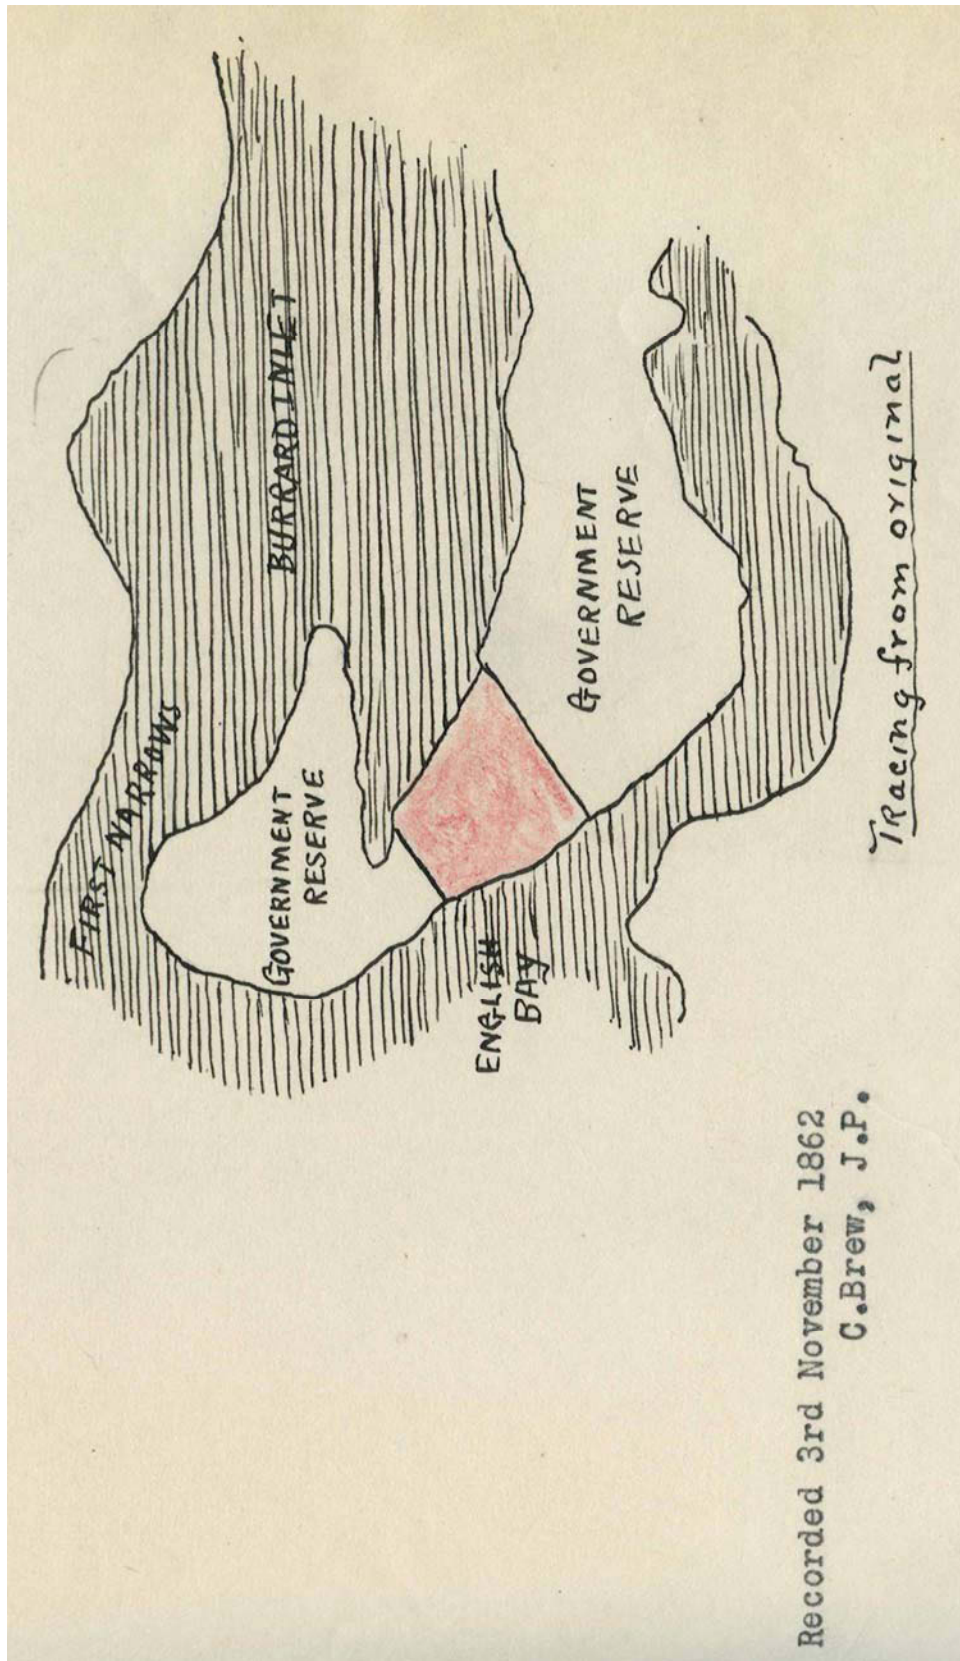 FIRST NARROWS
BURRARD INLET
GOVERNMENT
RESERVE
GOVERNMENT
RESERVE
ENGLISH
BAY
TRacing from original
Recorded 3rd November 1862
C.Brew, J.P.